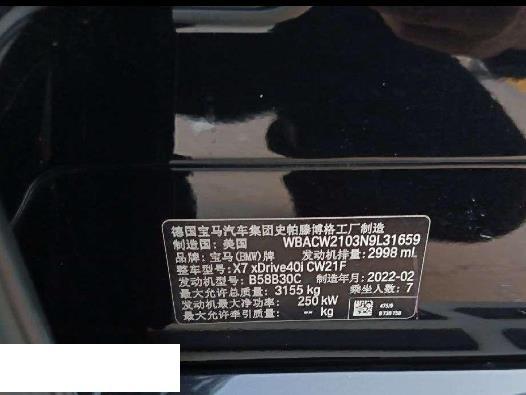 德国宝马汽车集团史帕滕博格工厂制造
制造国: 美国 WBACW2103N9L31659
品牌: 宝马(BMW)牌 发动机排量: 2998 mL
整车型号: X7 xDrive40i CW21F
发动机型号: B58B30C 制造年月: 2022-02
最大允许总质量: 3155 kg 乘坐人数: 7
发动机最大净功率: 250 kW
最大允许牵引质量: --- kg